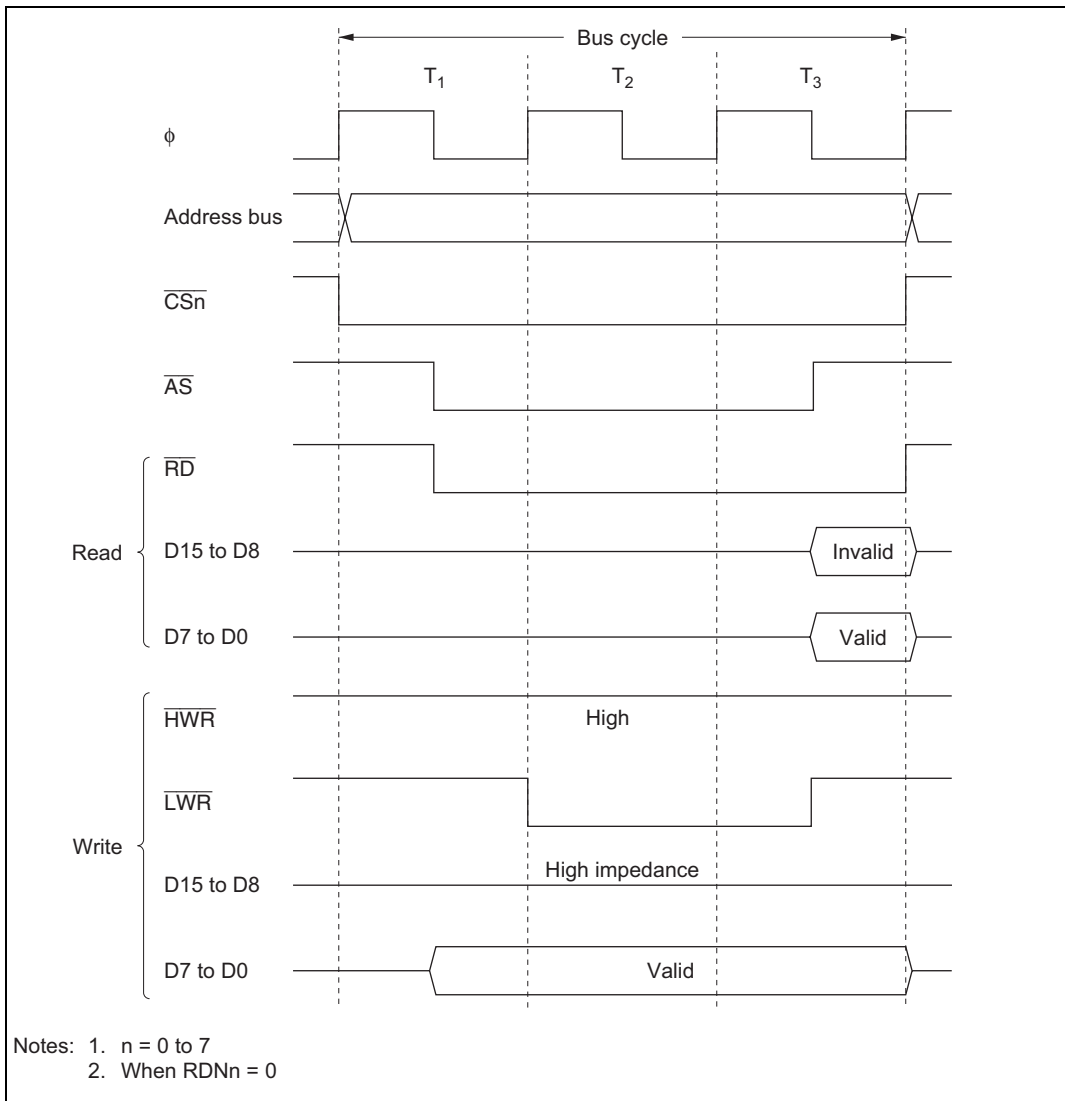 Bus cycle
T1 T2 T3
ϕ
Address bus
CSn
AS
RD
Read
D15 to D8 Invalid
D7 to D0 Valid
HWR High
LWR
Write
High impedance
D15 to D8
D7 to D0 Valid
Notes: 1. n = 0 to 7
2. When RDNn = 0